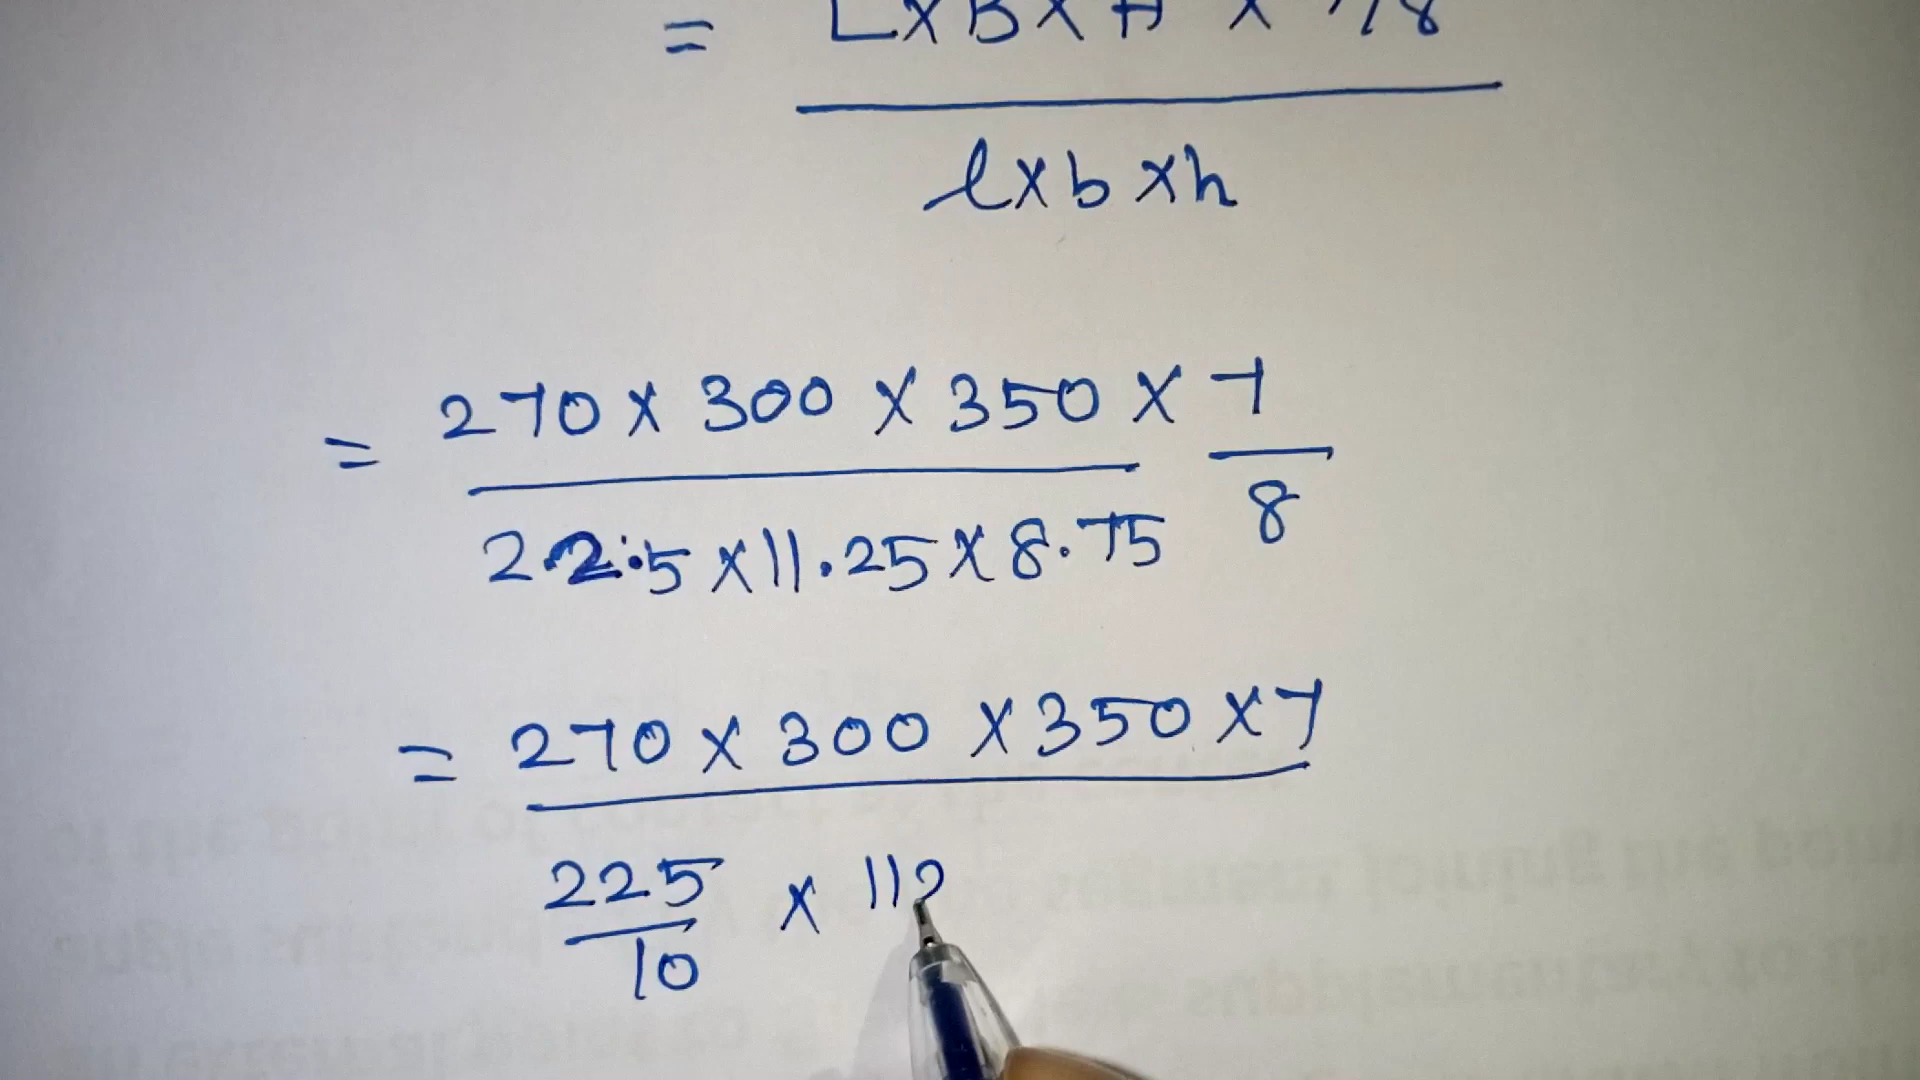 = L×B×H × 7/8
l×b×h
= 270 × 300 × 350 × 7
22.5 ×11.25 × 8.75 8
= 270 × 300 × 350 × 7
225 × 112
10